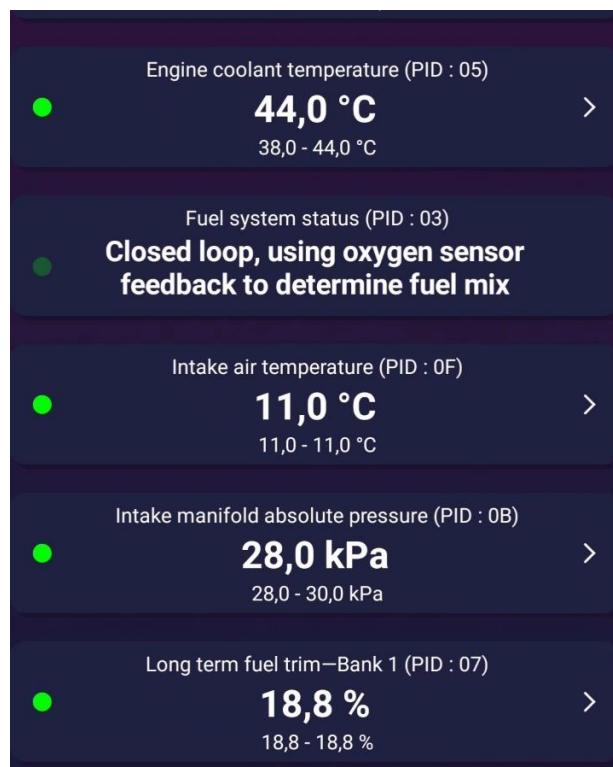 Engine coolant temperature (PID : 05)
44,0 °C
38,0 - 44,0 °C
Fuel system status (PID : 03)
Closed loop, using oxygen sensor
feedback to determine fuel mix
Intake air temperature (PID : 0F)
11,0 °C
11,0 - 11,0 °C
Intake manifold absolute pressure (PID : 0B)
28,0 kPa
28,0 - 30,0 kPa
Long term fuel trim—Bank 1 (PID : 07)
18,8 %
18,8 - 18,8 %